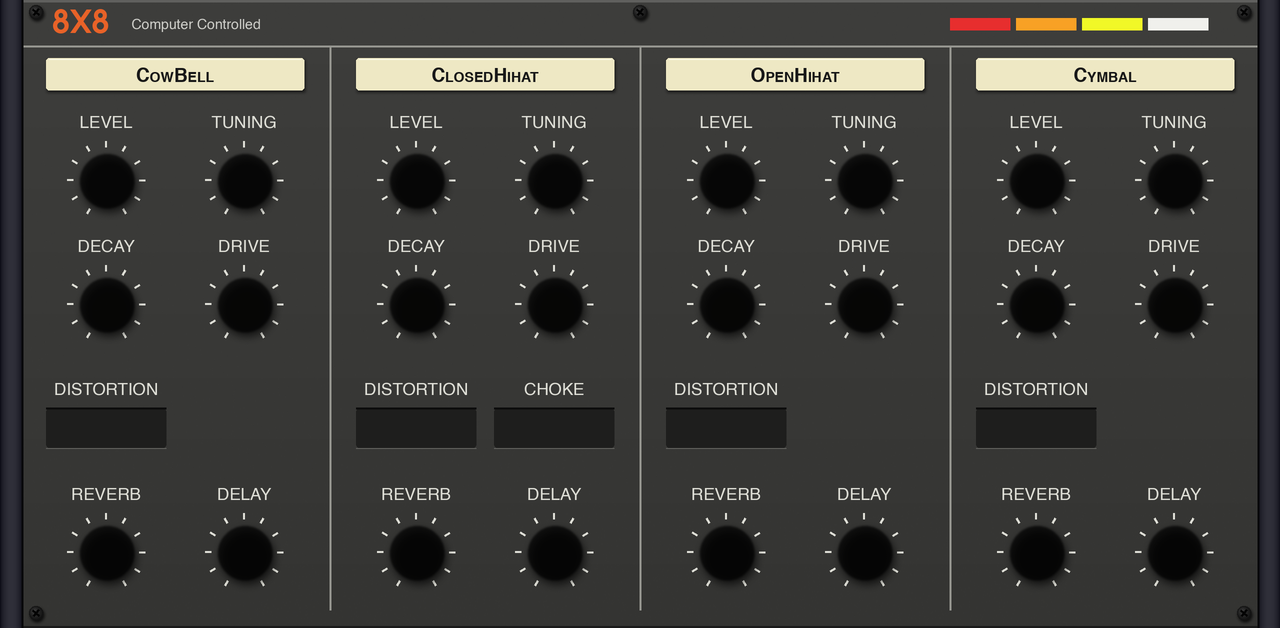 8X8 Computer Controlled
CowBell ClosedHihat OpenHihat Cymbal
LEVEL TUNING LEVEL TUNING LEVEL TUNING LEVEL TUNING
DECAY DRIVE DECAY DRIVE DECAY DRIVE DECAY DRIVE
DISTORTION DISTORTION CHOKE DISTORTION DISTORTION
REVERB DELAY REVERB DELAY REVERB DELAY REVERB DELAY